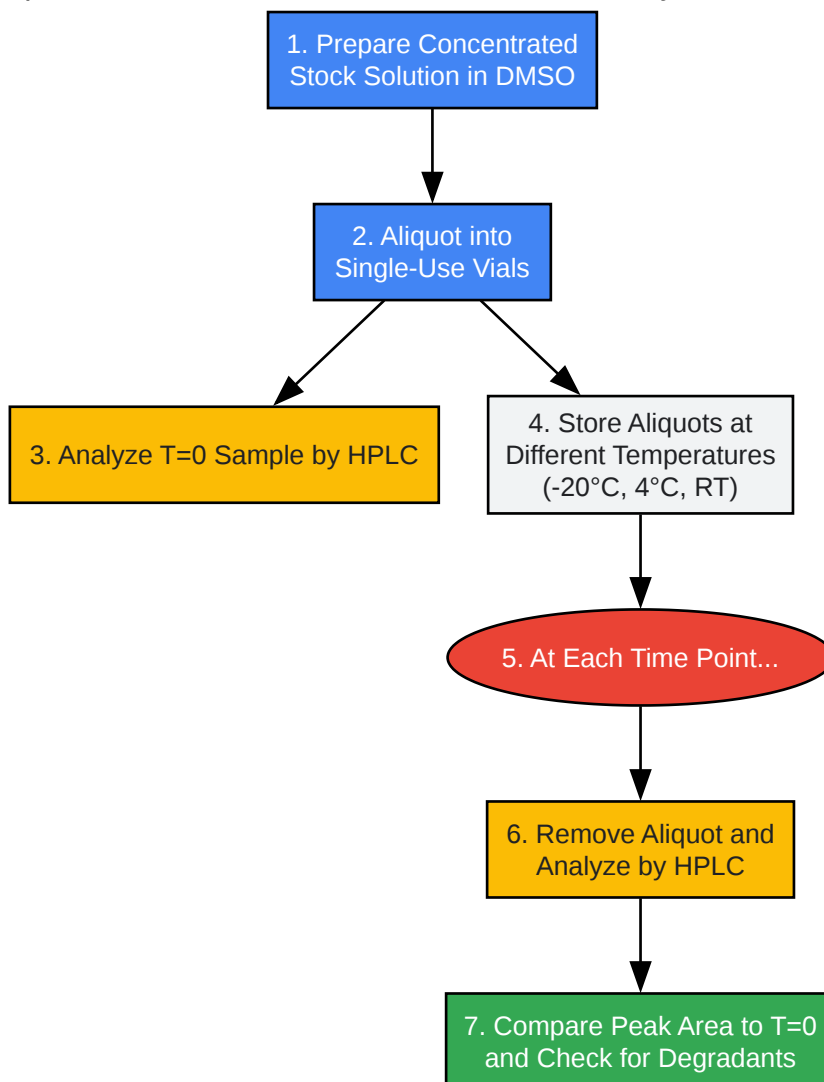 1. Prepare Concentrated
Stock Solution in DMSO
2. Aliquot into
Single-Use Vials
3. Analyze T=0 Sample by HPLC
4. Store Aliquots at
Different Temperatures
(-20°C, 4°C, RT)
5. At Each Time Point...
6. Remove Aliquot and
Analyze by HPLC
7. Compare Peak Area to T=0
and Check for Degradants